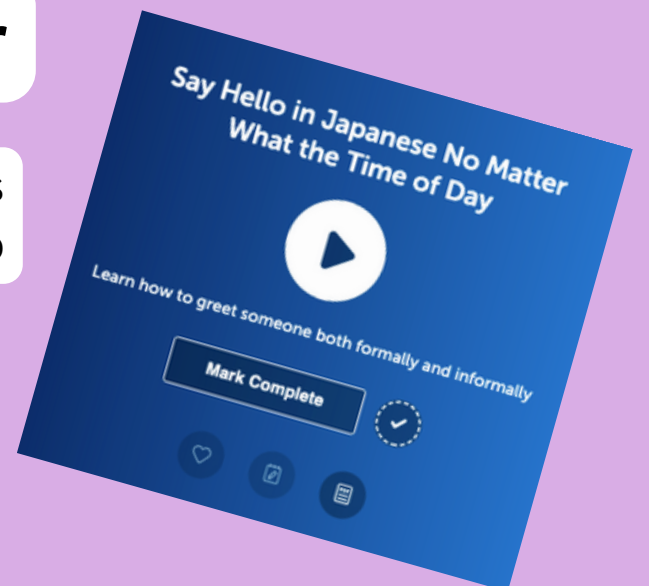 Say Hello in Japanese No Matter
What the Time of Day
Learn how to greet someone both formally and informally
Mark Complete